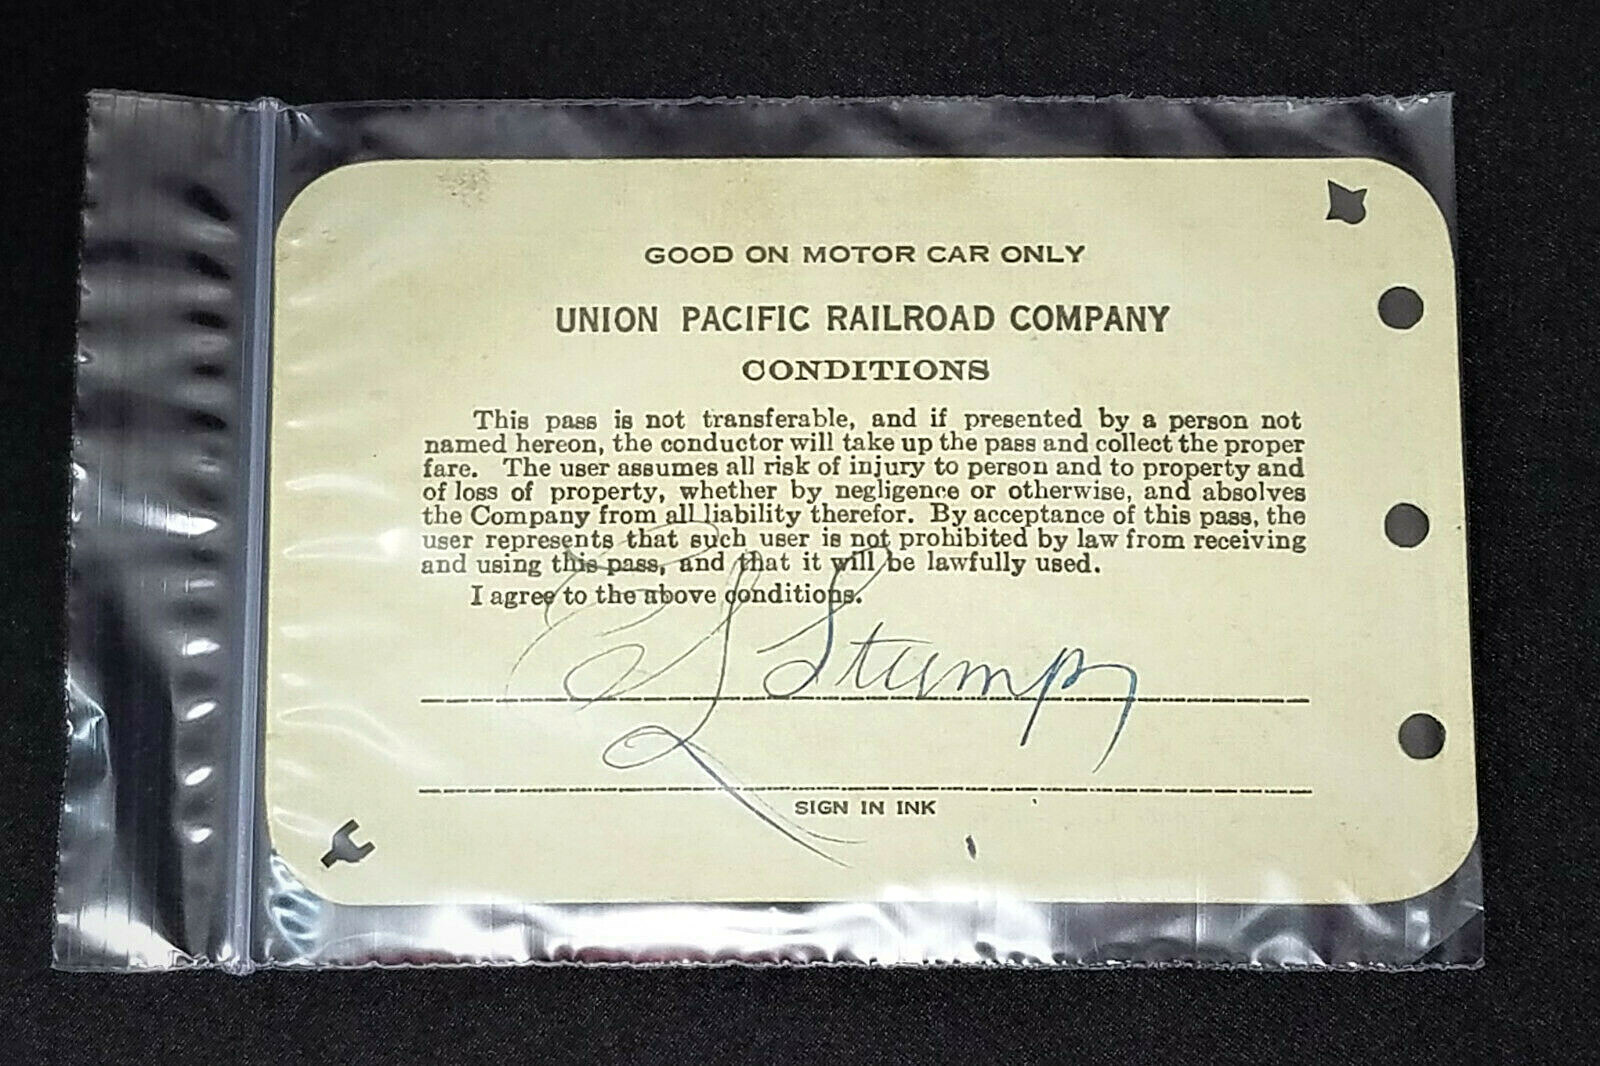 GOOD ON MOTOR CAR ONLY
UNION PACIFIC RAILROAD COMPANY
CONDITIONS
This pass is not transferable, and if presented by a person not
named hereon, the conductor will take up the pass and collect the proper
fare. The user assumes all risk of injury to person and to property and
of loss of property, whether by negligence or otherwise, and absolves
the Company from all liability therefor. By acceptance of this pass, the
user represents that such user is not prohibited by law from receiving
and using this pass, and that it will be lawfully used.
I agree to the above conditions.
Stump
SIGN IN INK